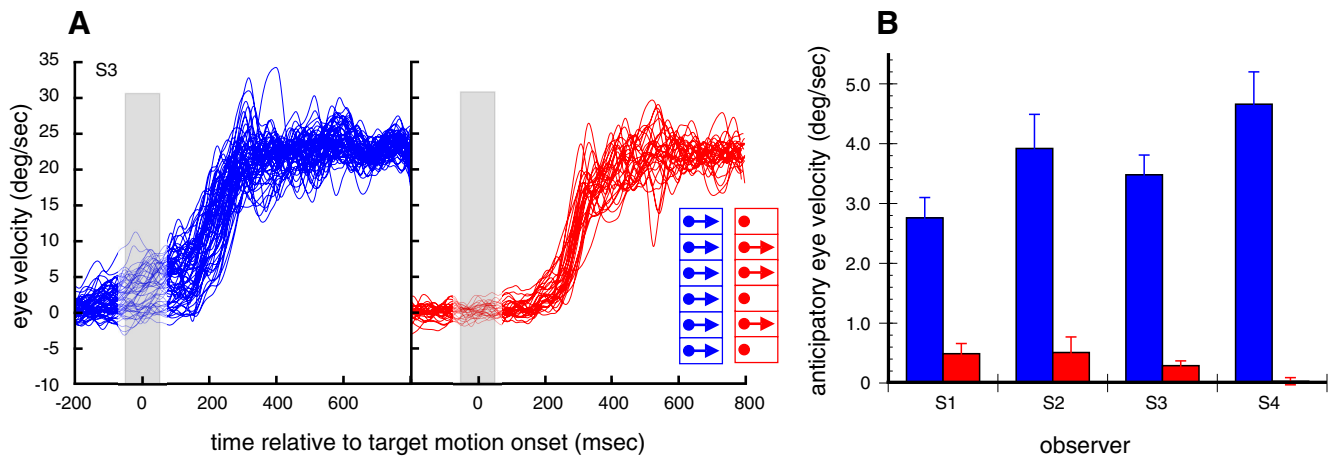 A
B
S3
35
30
25
20
15
10
5
0
-5
-10
eye velocity (deg/sec)
-200 0 200 400 600
0 200 400 600 800
time relative to target motion onset (msec)
anticipatory eye velocity (deg/sec)
5.0
4.0
3.0
2.0
1.0
0
S1 S2 S3 S4
observer